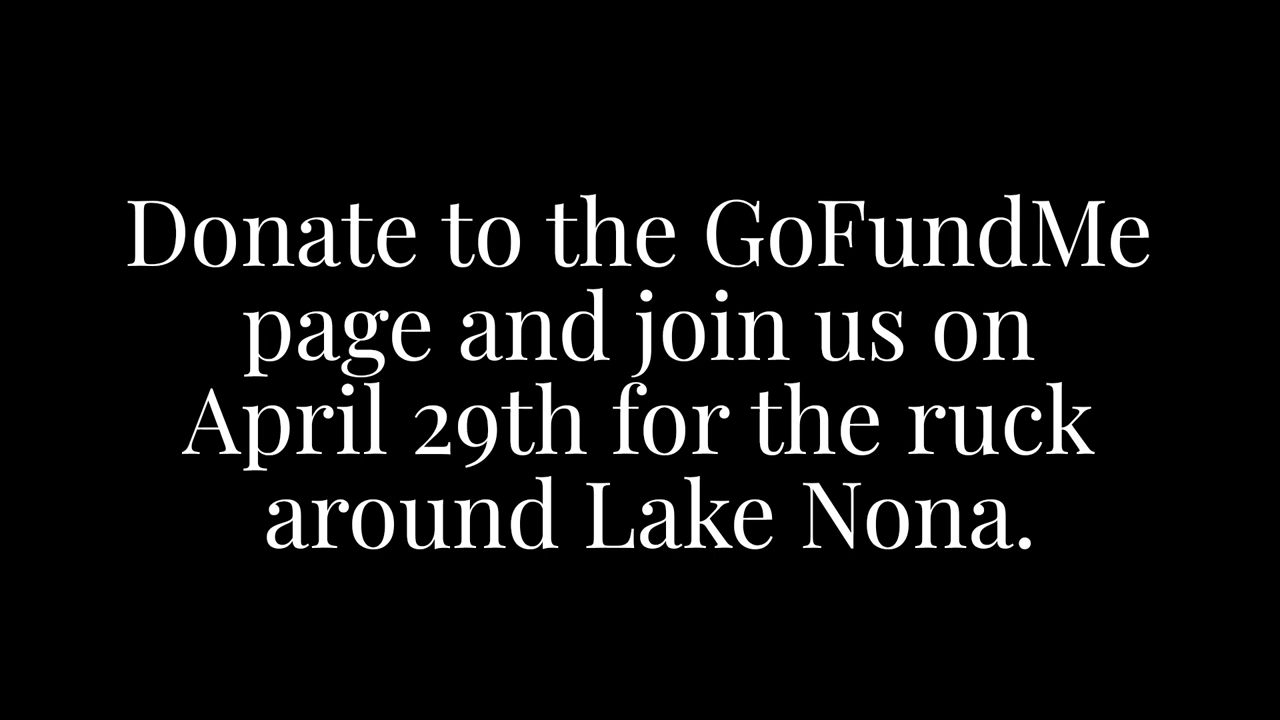 Donate to the GoFundMe
page and join us on
April 29th for the ruck
around Lake Nona.